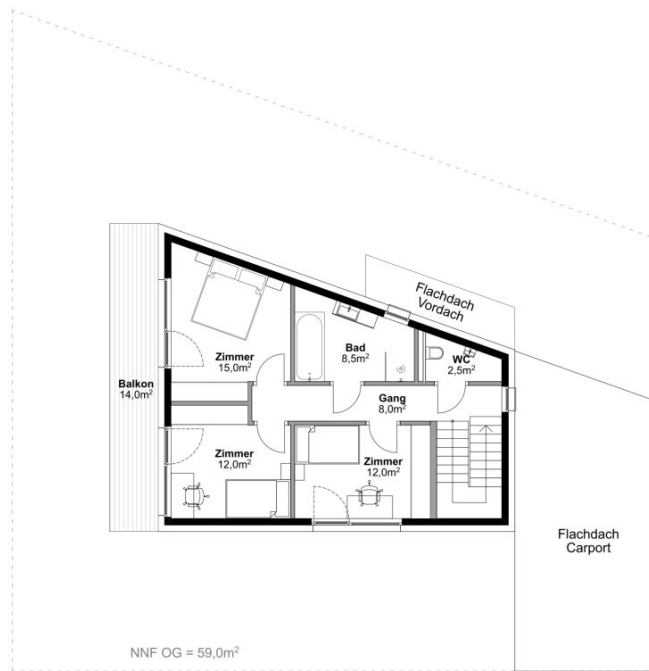 Flachdach
Vordach
Bad
8,5m²
Zimmer
15,0m²
WC
2,5m²
Balkon
14,0m²
Gang
8,0m²
Zimmer
12,0m²
Zimmer
12,0m²
Flachdach
Carport
NNF OG = 59,0m²